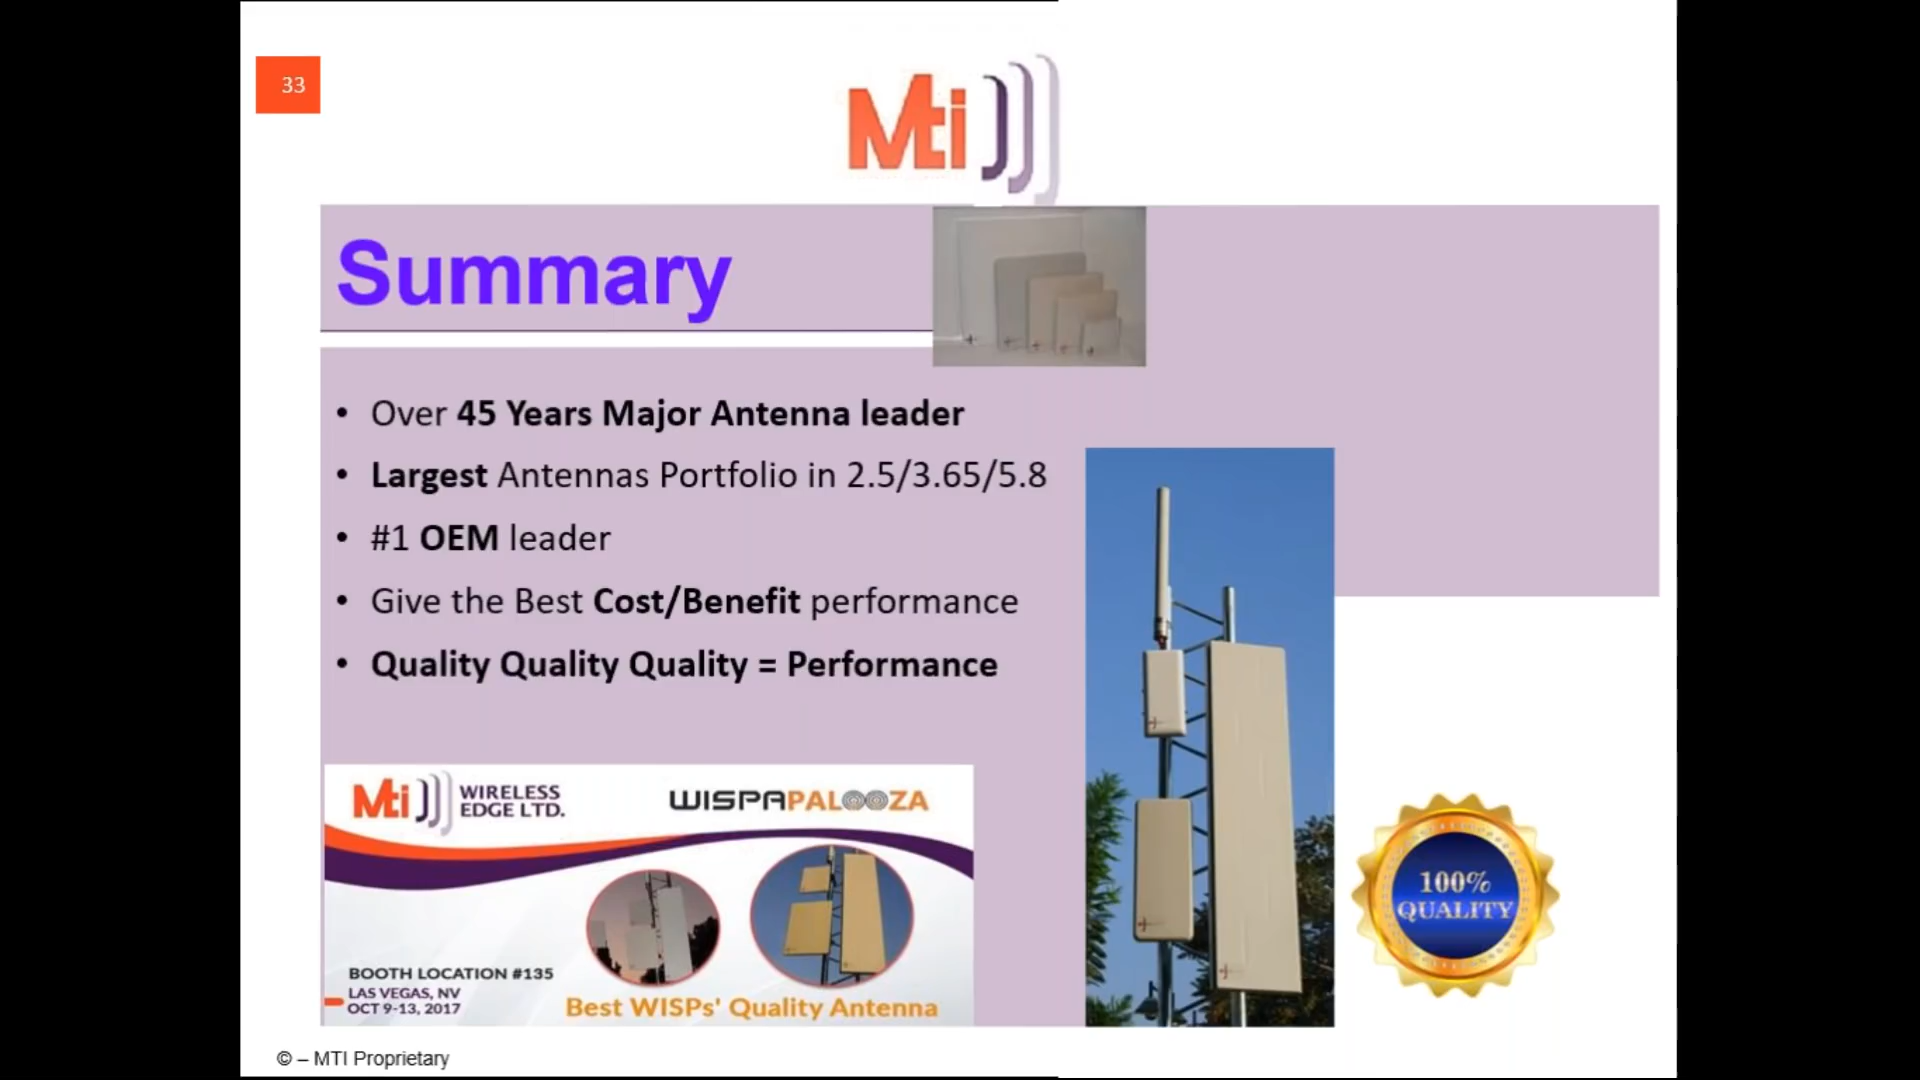 33
Mti
Summary
• Over 45 Years Major Antenna leader
• Largest Antennas Portfolio in 2.5/3.65/5.8
• #1 OEM leader
• Give the Best Cost/Benefit performance
• Quality Quality Quality = Performance
Mti WIRELESS
EDGE LTD.
WISPAPALOOZA
BOOTH LOCATION #135
LAS VEGAS, NV
OCT 9-13, 2017
Best WISPs' Quality Antenna
100%
QUALITY
© – MTI Proprietary